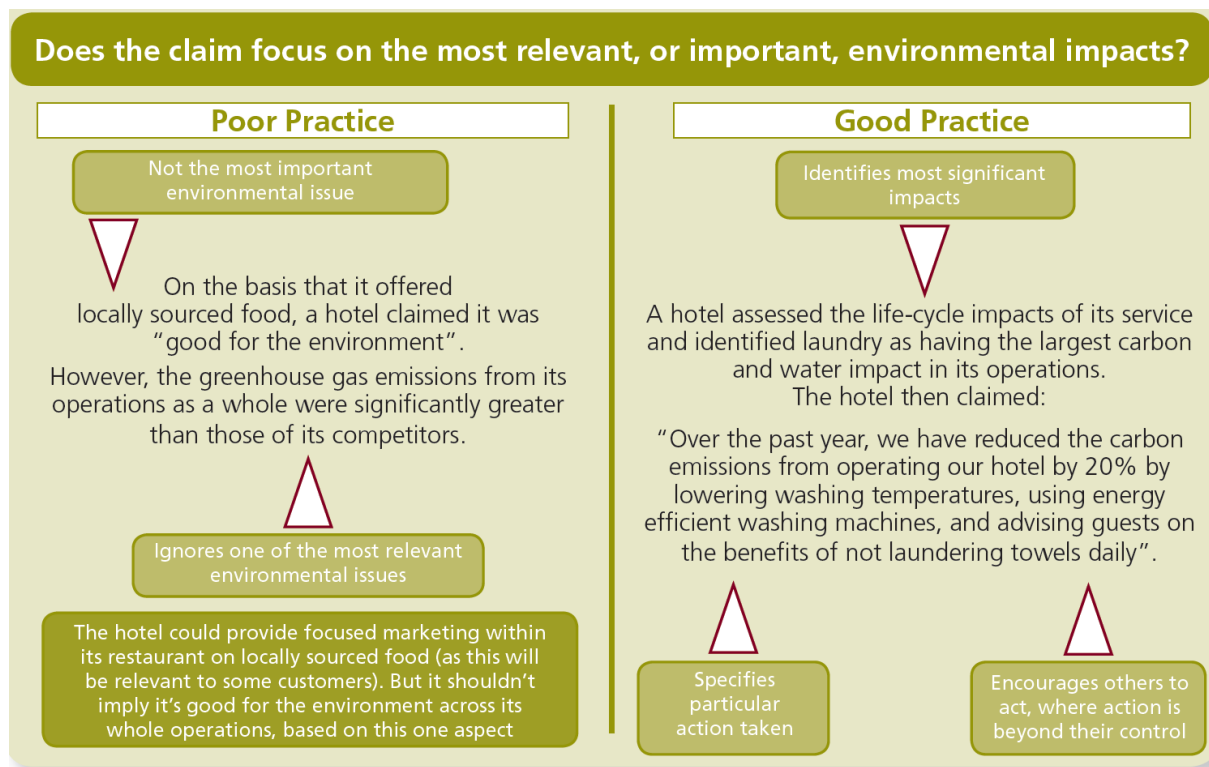 Does the claim focus on the most relevant, or important, environmental impacts?
Poor Practice
Not the most important
environmental issue
On the basis that it offered
locally sourced food, a hotel claimed it was
“good for the environment”.
However, the greenhouse gas emissions from its
operations as a whole were significantly greater
than those of its competitors.
Ignores one of the most relevant
environmental issues
The hotel could provide focused marketing within
its restaurant on locally sourced food (as this will
be relevant to some customers). But it shouldn’t
imply it’s good for the environment across its
whole operations, based on this one aspect
Good Practice
Identifies most significant
impacts
A hotel assessed the life-cycle impacts of its service
and identified laundry as having the largest carbon
and water impact in its operations.
The hotel then claimed:
“Over the past year, we have reduced the carbon
emissions from operating our hotel by 20% by
lowering washing temperatures, using energy
efficient washing machines, and advising guests on
the benefits of not laundering towels daily”.
Specifies
particular
action taken
Encourages others to
act, where action is
beyond their control